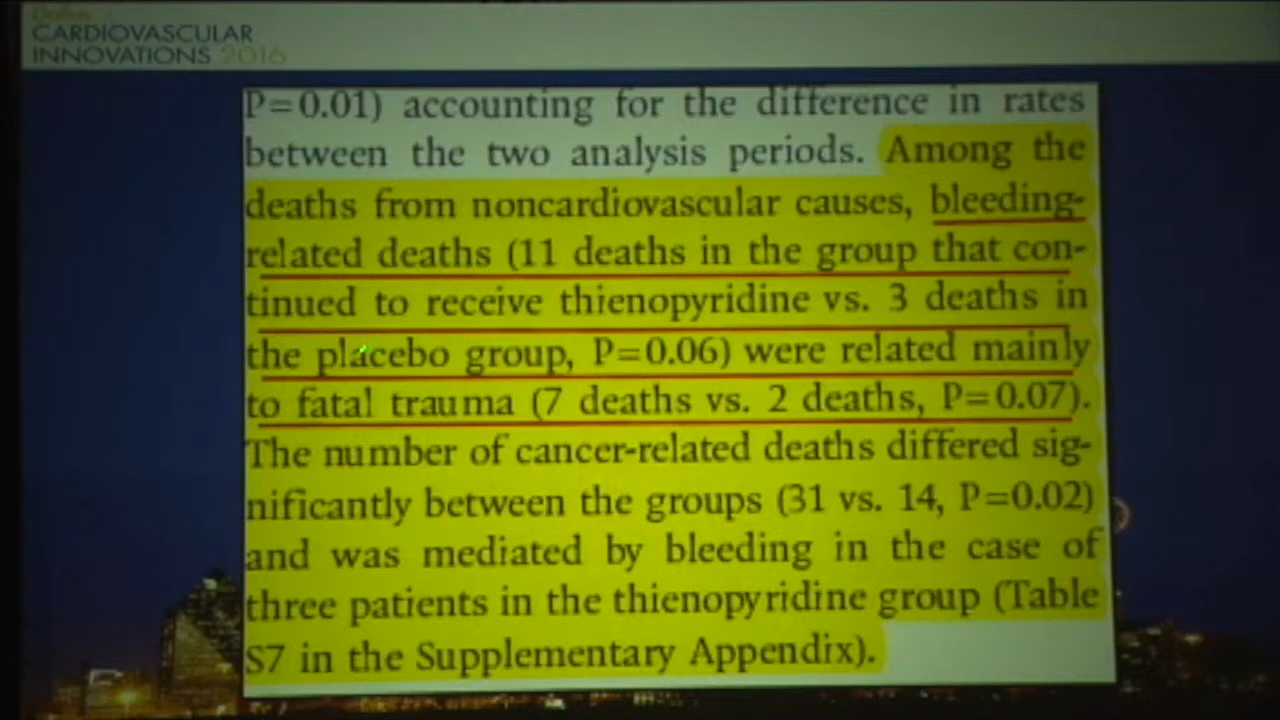 Dallas
CARDIOVASCULAR
INNOVATIONS 2016
P=0.01) accounting for the difference in rates
between the two analysis periods. Among the
deaths from noncardiovascular causes, bleeding-
related deaths (11 deaths in the group that con-
tinued to receive thienopyridine vs. 3 deaths in
the placebo group, P=0.06) were related mainly
to fatal trauma (7 deaths vs. 2 deaths, P=0.07).
The number of cancer-related deaths differed sig-
nificantly between the groups (31 vs. 14, P=0.02)
and was mediated by bleeding in the case of
three patients in the thienopyridine group (Table
S7 in the Supplementary Appendix).